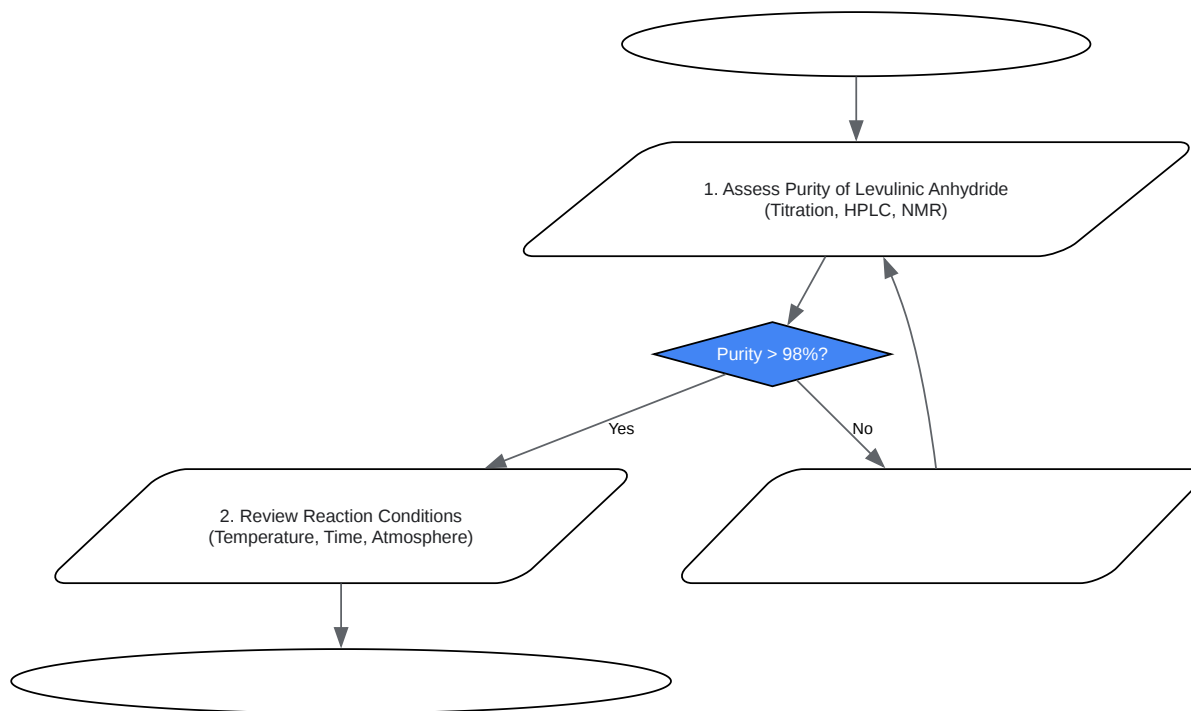 1. Assess Purity of Levulinic Anhydride
(Titration, HPLC, NMR)
Purity > 98%?
Yes
No
2. Review Reaction Conditions
(Temperature, Time, Atmosphere)